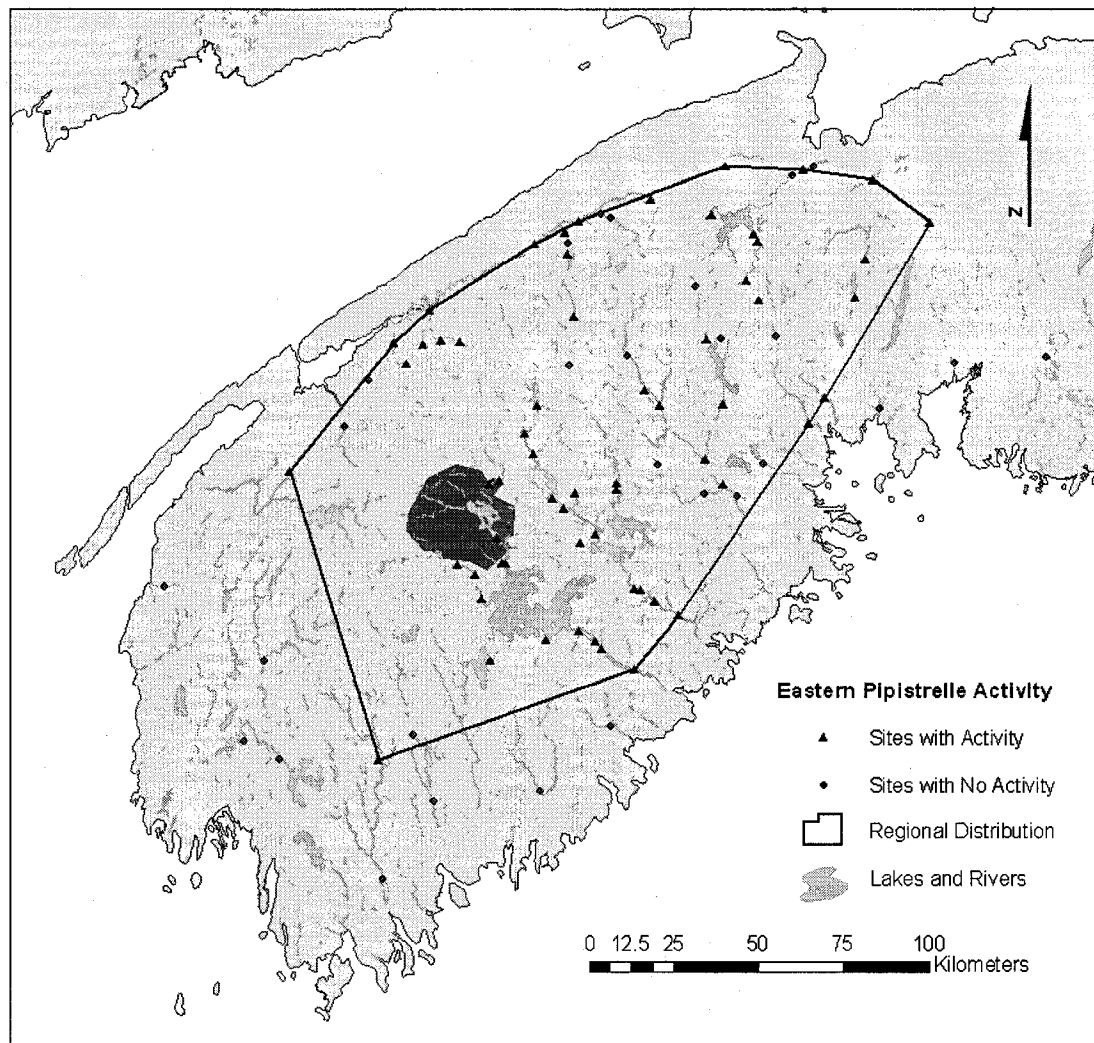 N
Eastern Pipistrelle Activity
Sites with Activity
Sites with No Activity
Regional Distribution
Lakes and Rivers
0 12.5 25 50 75 100
Kilometers